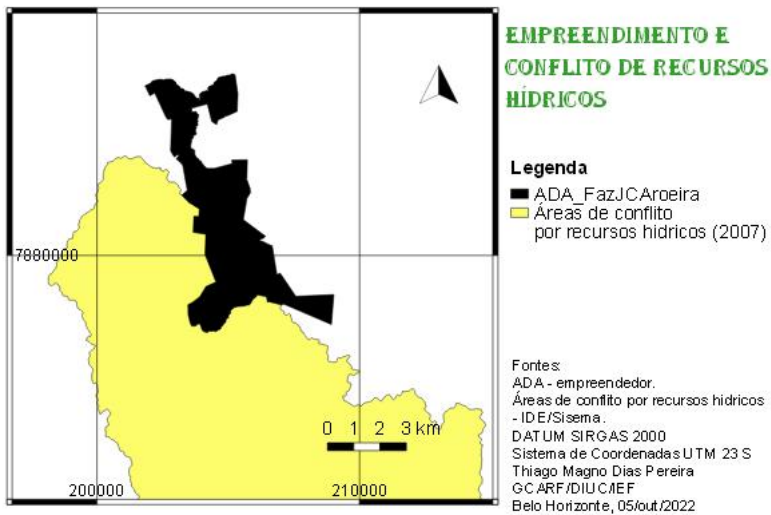 EMPREENDIMENTO E
CONFLITO DE RECURSOS
HÍDRICOS
Legenda
ADA_FazJCAroeira
Áreas de conflito
por recursos hidricos (2007)
7880000
0 1 2 3 km
200000
210000
Fontes:
ADA - empreendedor.
Áreas de conflito por recursos hidricos
- IDE/Sisema.
DATUM SIRGAS 2000
Sistema de Coordenadas UTM 23 S
Thiago Magno Dias Pereira
GCARF/DIUC/IEF
Belo Horizonte, 05/out/2022